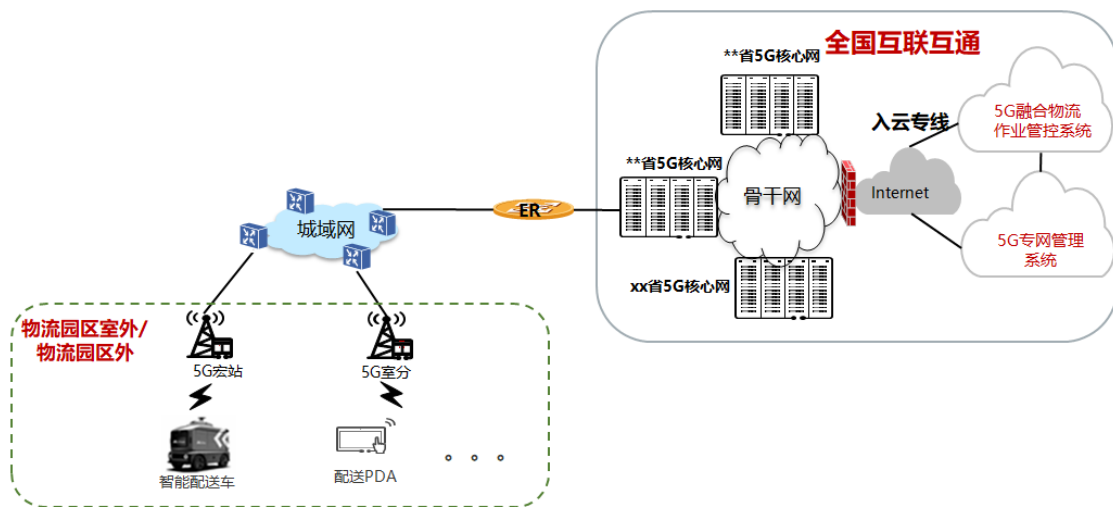 全国互联互通
**省5G核心网
入云专线
5G融合物流
作业管控系统
**省5G核心网
骨干网
Internet
ER
城域网
5G专网管理
系统
xx省5G核心网
物流园区室外/
物流园区外
5G宏站
5G室分
智能配送车
配送PDA